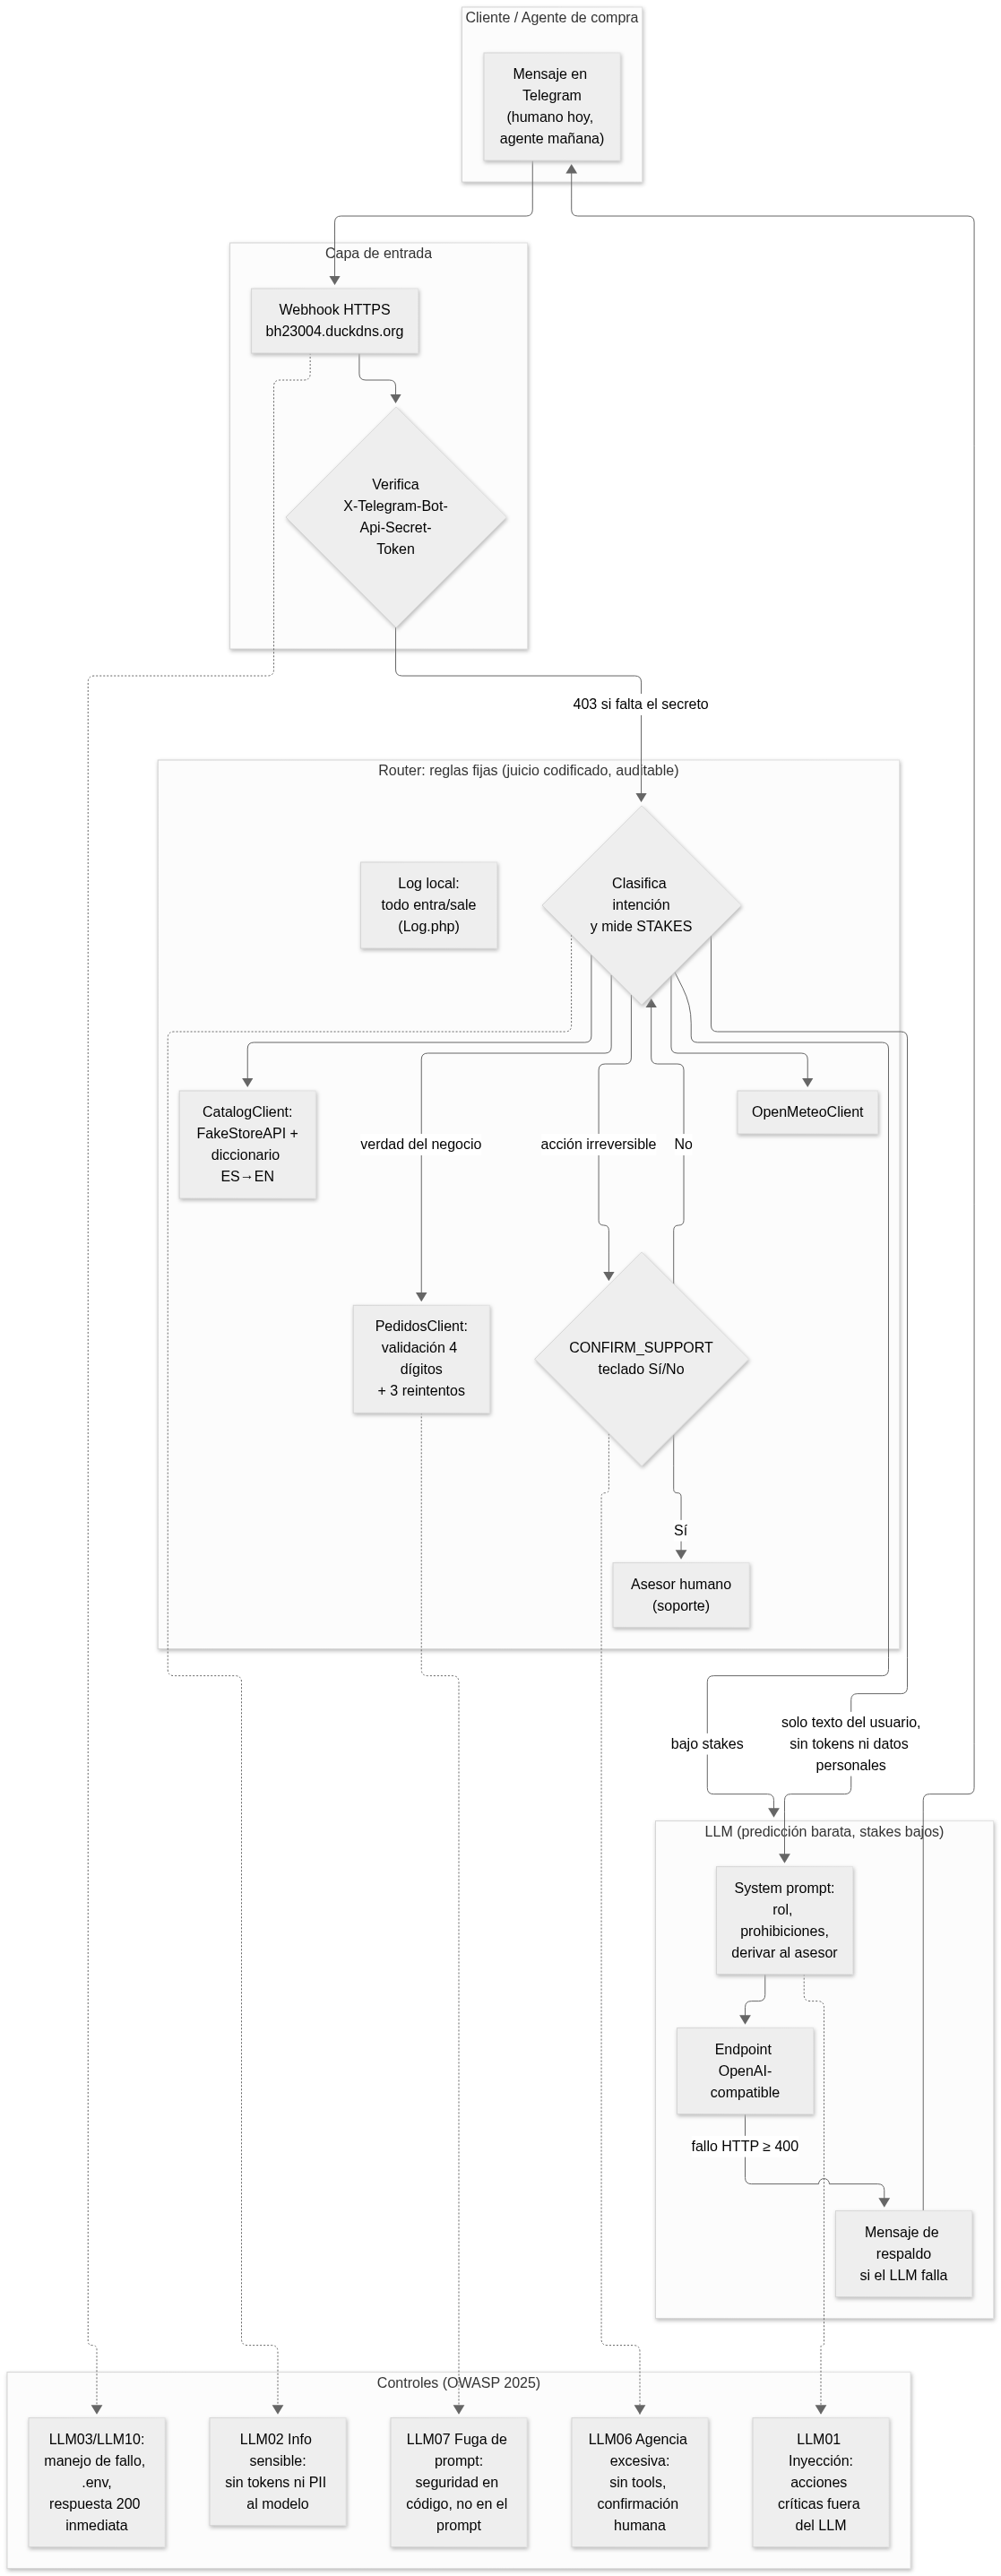 Cliente / Agente de compra
Mensaje en
Telegram
(humano hoy,
agente mañana)
Capa de entrada
Webhook HTTPS
bh23004.duckdns.org
Verifica
X-Telegram-Bot-
Api-Secret-
Token
403 si falta el secreto
Router: reglas fijas (juicio codificado, auditable)
Log local:
todo entra/sale
(Log.php)
Clasifica
intención
y mide STAKES
CatalogClient:
FakeStoreAPI +
diccionario
ES→EN
verdad del negocio
acción irreversible
No
OpenMeteoClient
PedidosClient:
validación 4
dígitos
+ 3 reintentos
CONFIRM_SUPPORT
teclado Sí/No
Sí
Asesor humano
(soporte)
bajo stakes
solo texto del usuario,
sin tokens ni datos
personales
LLM (predicción barata, stakes bajos)
System prompt:
rol,
prohibiciones,
derivar al asesor
Endpoint
OpenAI-
compatible
fallo HTTP ≥ 400
Mensaje de
respaldo
si el LLM falla
Controles (OWASP 2025)
LLM03/LLM10:
manejo de fallo,
.env,
respuesta 200
inmediata
LLM02 Info
sensible:
sin tokens ni PII
al modelo
LLM07 Fuga de
prompt:
seguridad en
código, no en el
prompt
LLM06 Agencia
excesiva:
sin tools,
confirmación
humana
LLM01
Inyección:
acciones
críticas fuera
del LLM